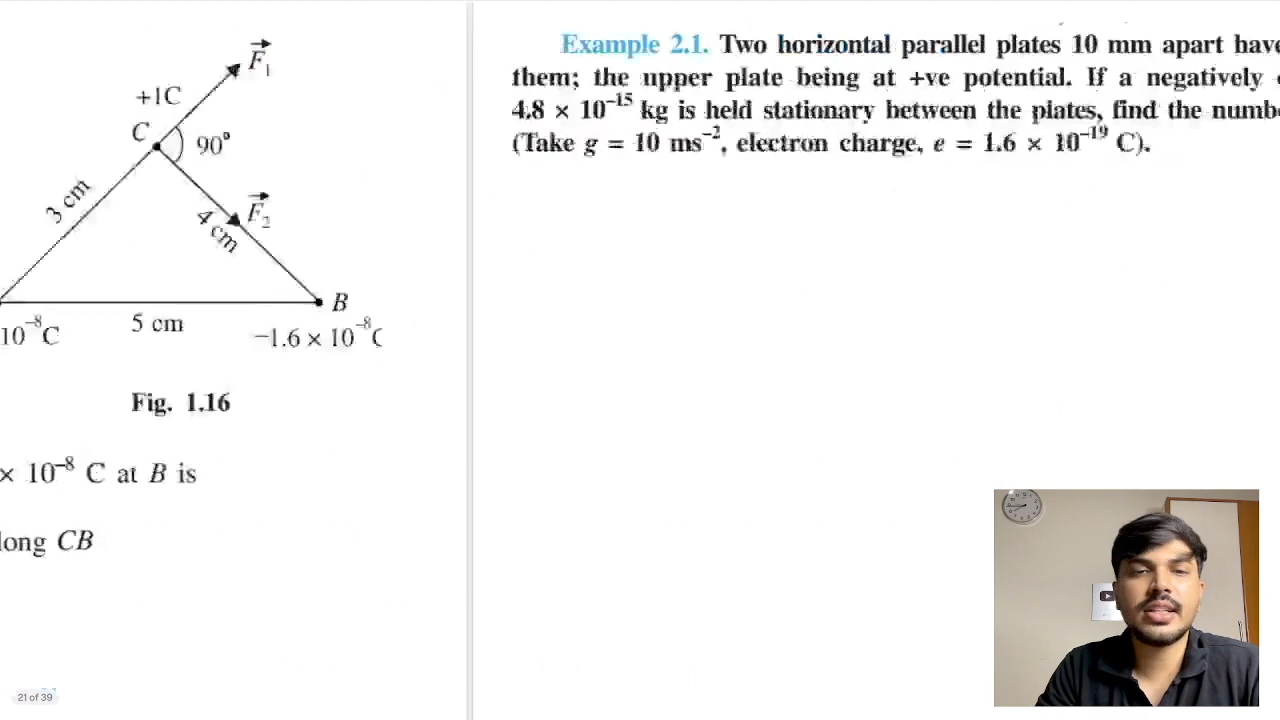 F₁
+1C
C
90°
3 cm
F₂
4 cm
B
10⁻⁸C
5 cm
−1.6 × 10⁻⁸C
Fig. 1.16
× 10⁻⁸ C at B is
long CB
21 of 39
Example 2.1. Two horizontal parallel plates 10 mm apart have
them; the upper plate being at +ve potential. If a negatively
4.8 × 10⁻¹⁵ kg is held stationary between the plates, find the numbe
(Take g = 10 ms⁻², electron charge, e = 1.6 × 10⁻¹⁹ C).